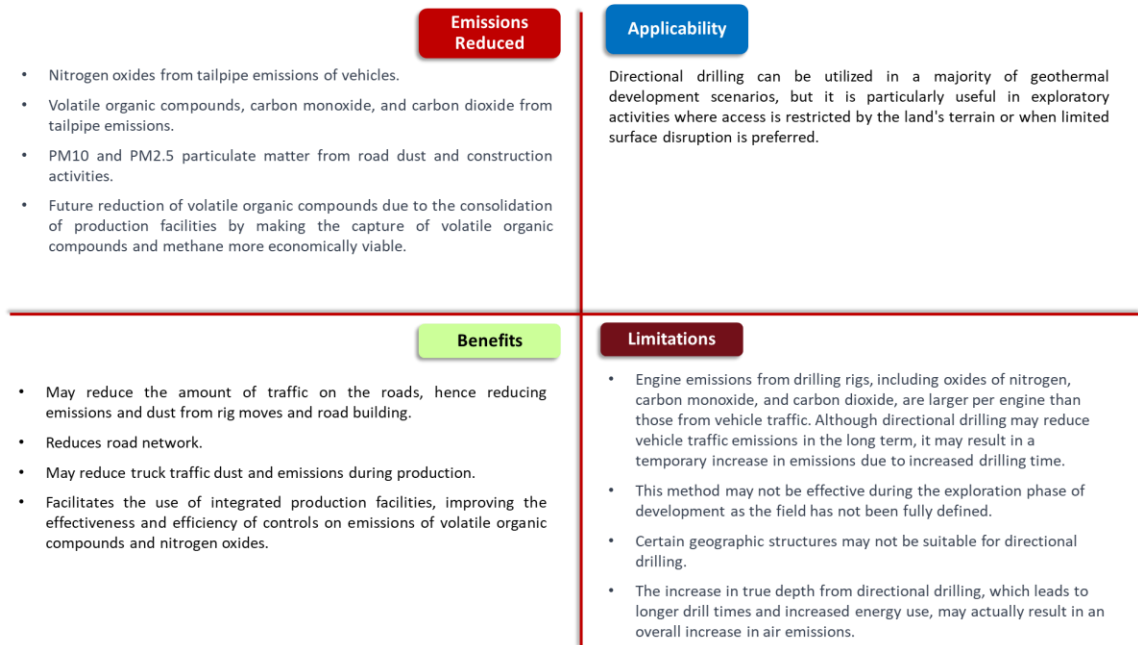 Emissions
Reduced
• Nitrogen oxides from tailpipe emissions of vehicles.
• Volatile organic compounds, carbon monoxide, and carbon dioxide from
tailpipe emissions.
• PM10 and PM2.5 particulate matter from road dust and construction
activities.
• Future reduction of volatile organic compounds due to the consolidation
of production facilities by making the capture of volatile organic
compounds and methane more economically viable.
Applicability
Directional drilling can be utilized in a majority of geothermal
development scenarios, but it is particularly useful in exploratory
activities where access is restricted by the land's terrain or when limited
surface disruption is preferred.
Benefits
• May reduce the amount of traffic on the roads, hence reducing
emissions and dust from rig moves and road building.
• Reduces road network.
• May reduce truck traffic dust and emissions during production.
• Facilitates the use of integrated production facilities, improving the
effectiveness and efficiency of controls on emissions of volatile organic
compounds and nitrogen oxides.
Limitations
• Engine emissions from drilling rigs, including oxides of nitrogen,
carbon monoxide, and carbon dioxide, are larger per engine than
those from vehicle traffic. Although directional drilling may reduce
vehicle traffic emissions in the long term, it may result in a
temporary increase in emissions due to increased drilling time.
• This method may not be effective during the exploration phase of
development as the field has not been fully defined.
• Certain geographic structures may not be suitable for directional
drilling.
• The increase in true depth from directional drilling, which leads to
longer drill times and increased energy use, may actually result in an
overall increase in air emissions.